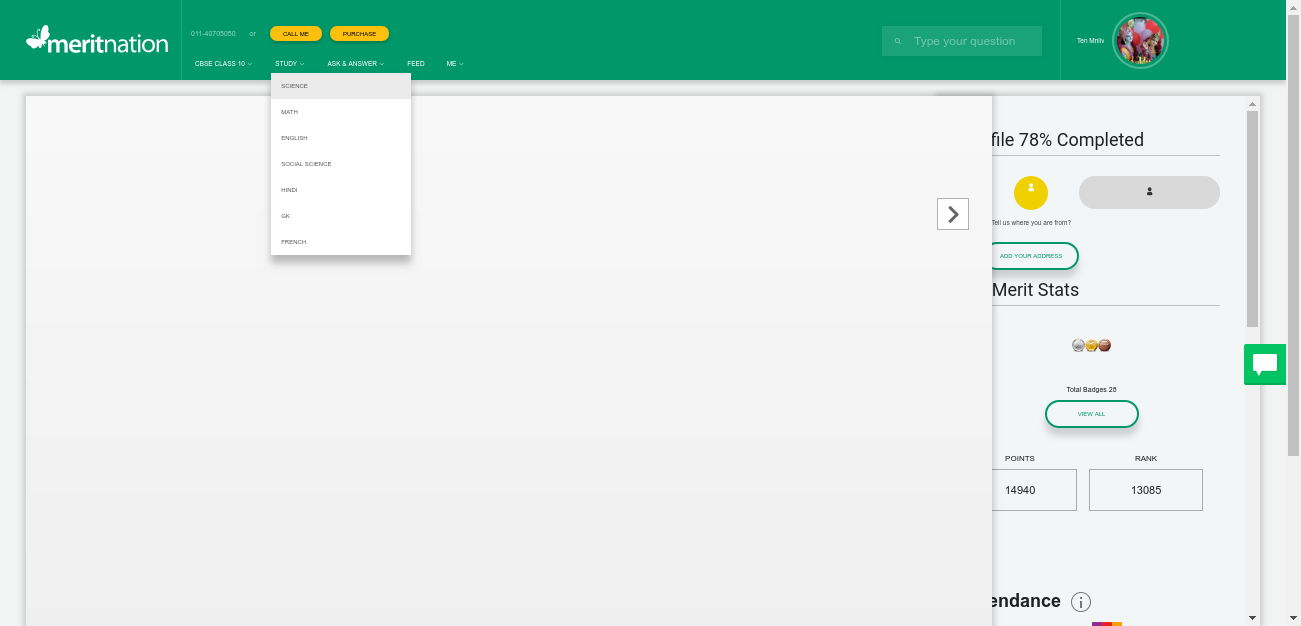 meritnation
011-40705050 or CALL ME PURCHASE
Type your question
Ten Mnllv
CBSE CLASS 10 STUDY ASK & ANSWER FEED ME
SCIENCE
MATH
ENGLISH
SOCIAL SCIENCE
HINDI
GK
FRENCH
file 78% Completed
Tell us where you are from?
ADD YOUR ADDRESS
Merit Stats
Total Badges 28
VIEW ALL
POINTS RANK
14940 13085
endance